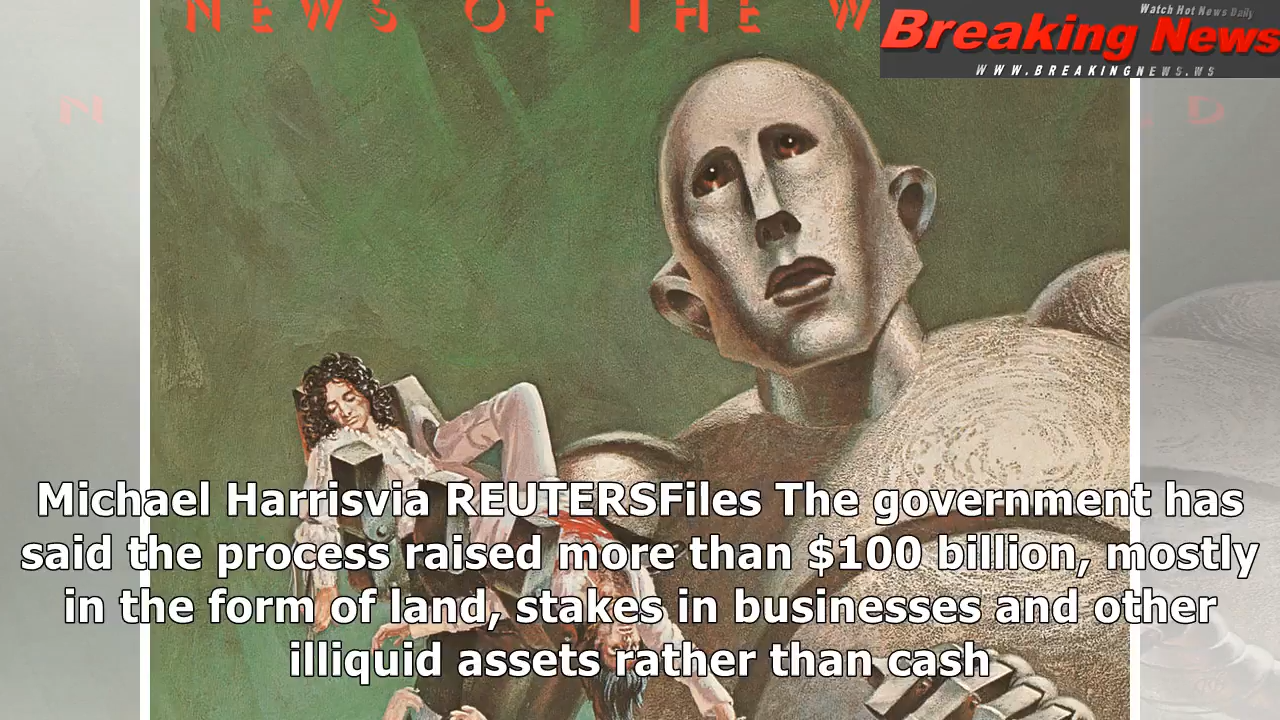 NEWS OF THE W
Watch Hot News Daily
Breaking News
WWW.BREAKINGNEWS.WS
N
D
Michael Harrisvia REUTERSFiles The government has
said the process raised more than $100 billion, mostly
in the form of land, stakes in businesses and other
illiquid assets rather than cash